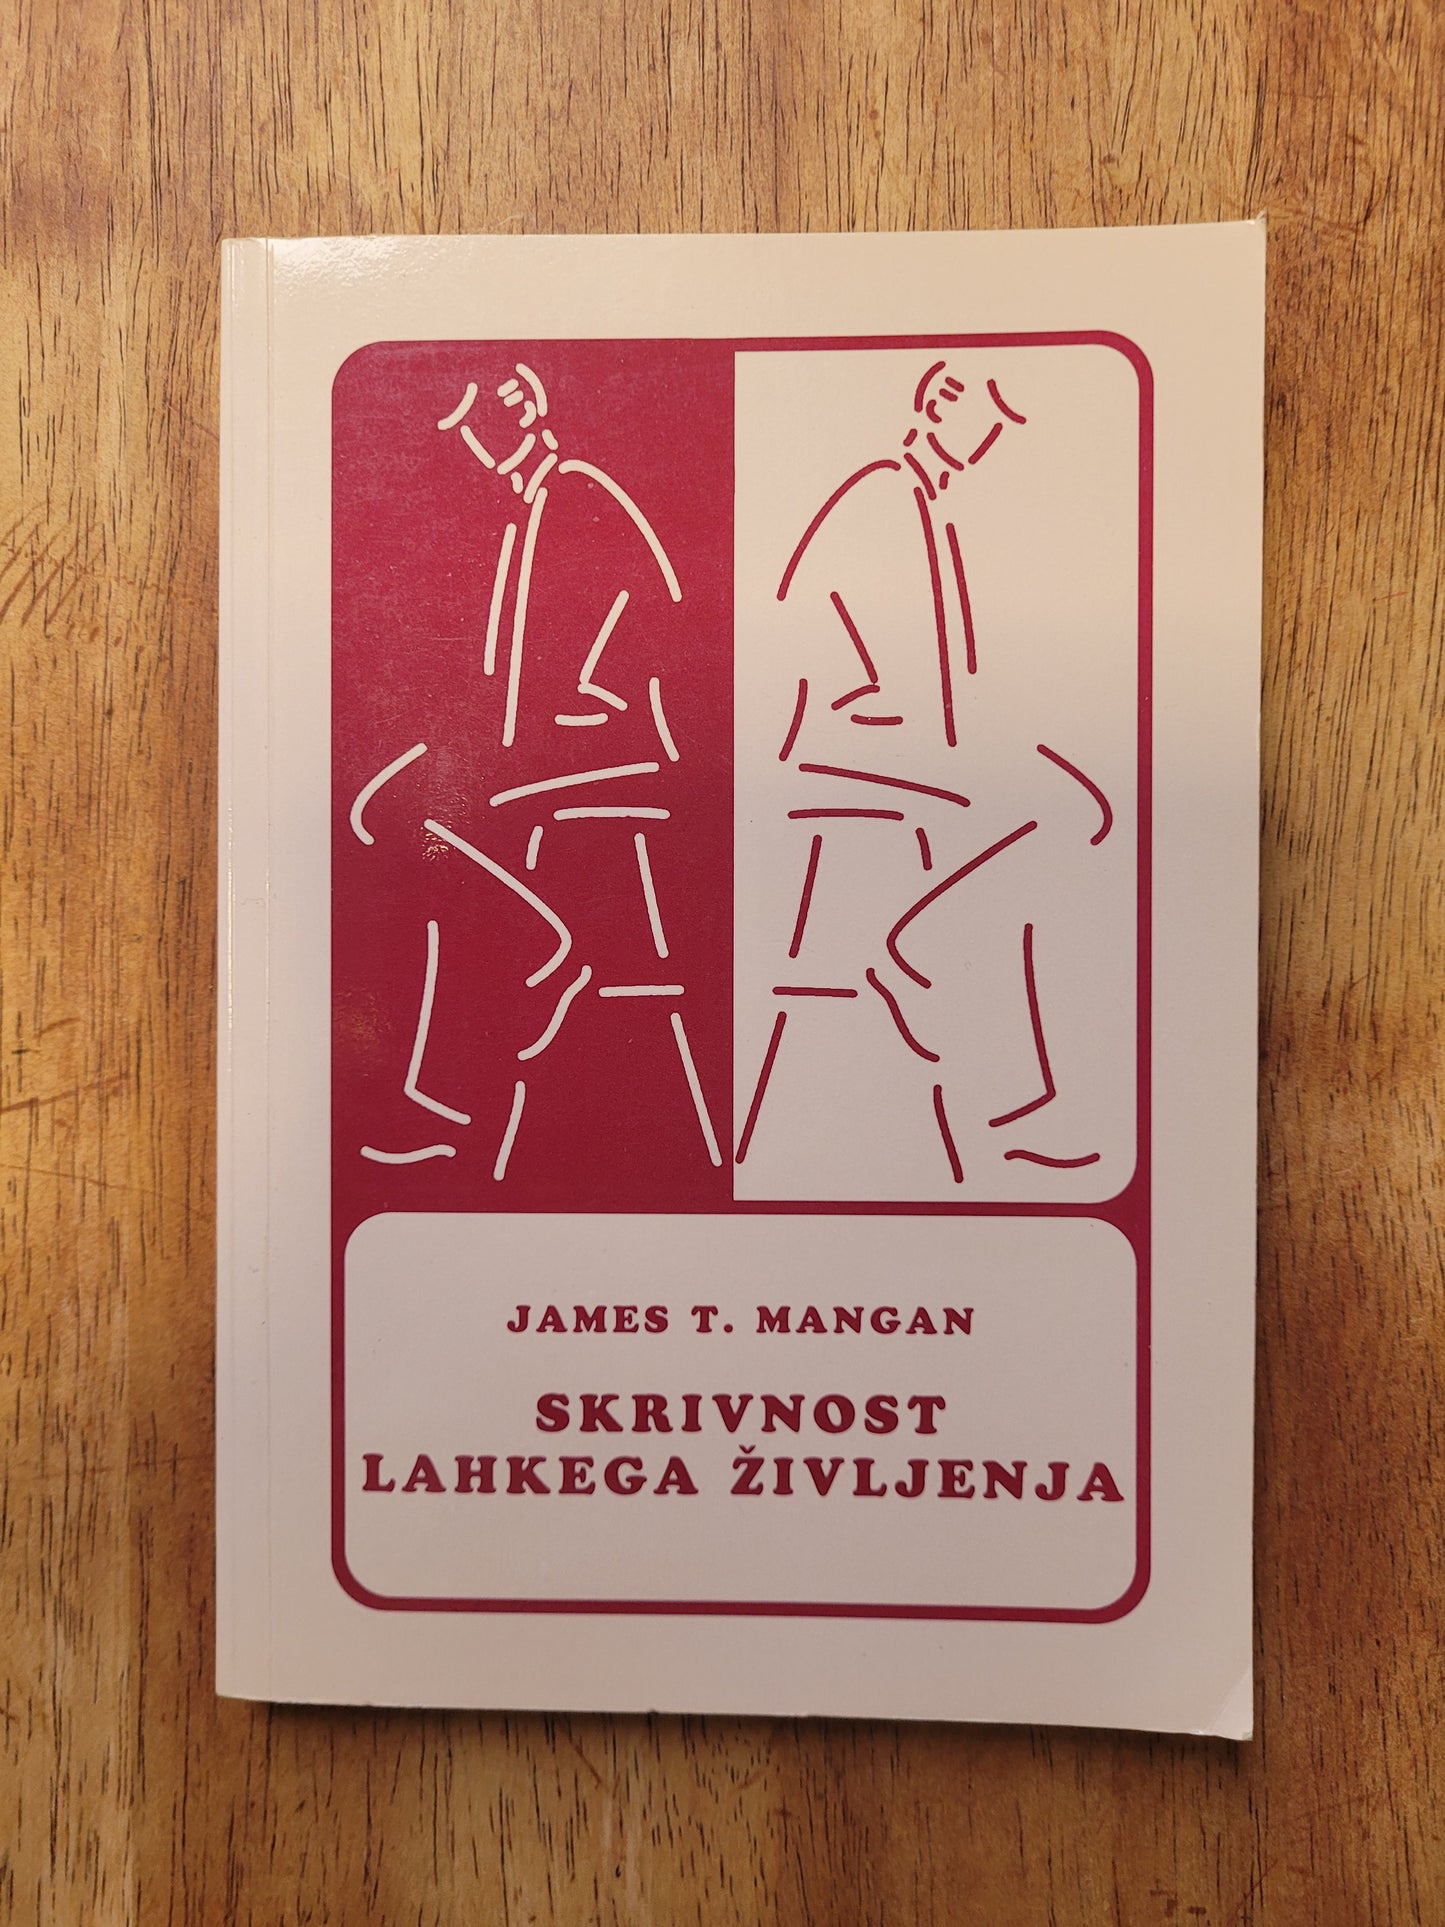 JAMES T. MANGAN
SKRIVNOST
LAHKEGA ŽIVLJENJA